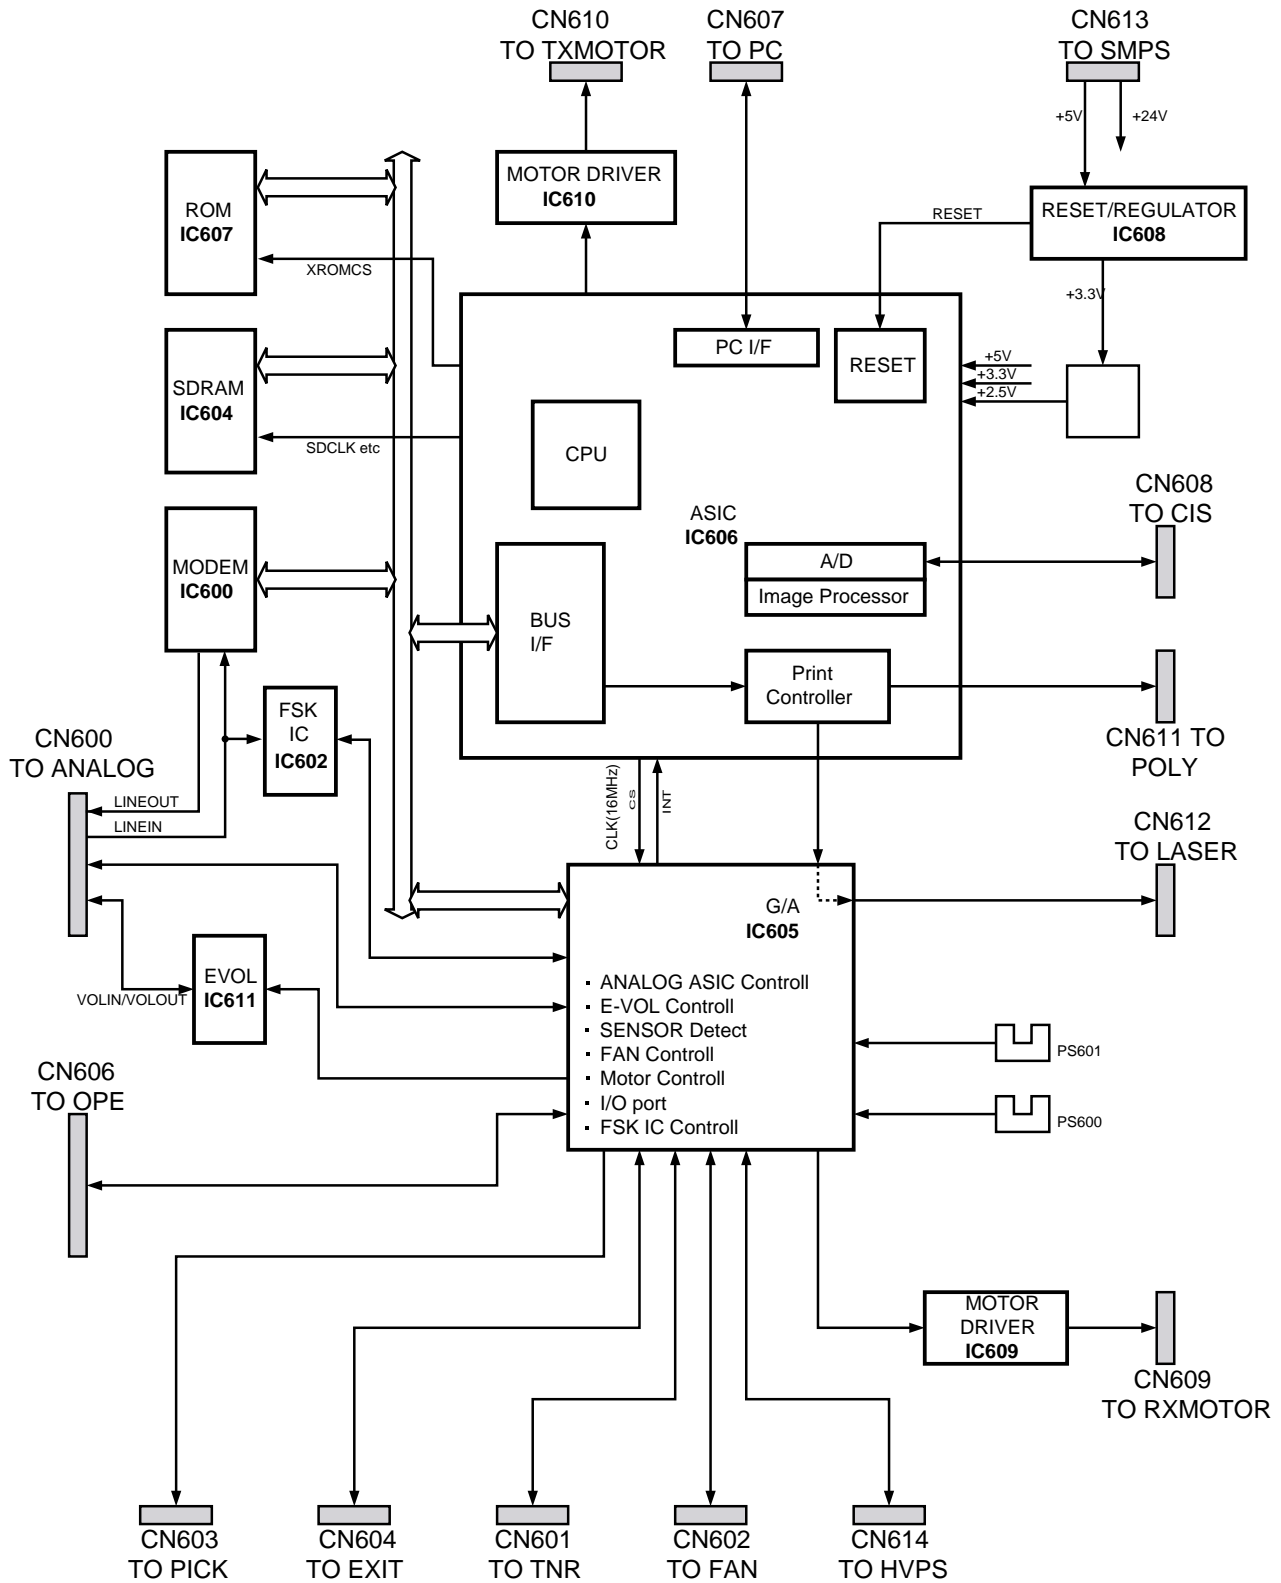 CN610
TO TXMOTOR
CN607
TO PC
CN613
TO SMPS
+5V
+24V
ROM
IC607
MOTOR DRIVER
IC610
RESET
RESET/REGULATOR
IC608
XROMCS
+3.3V
PC I/F
RESET
+5V
+3.3V
+2.5V
SDRAM
IC604
SDCLK etc
CPU
CN608
TO CIS
ASIC
IC606
A/D
Image Processor
MODEM
IC600
BUS
I/F
Print
Controller
FSK
IC
IC602
CN600
TO ANALOG
CN611 TO
POLY
LINEOUT
LINEIN
CLK(16MHz)
CS
INT
CN612
TO LASER
G/A
IC605
EVOL
IC611
VOLIN/VOLOUT
· ANALOG ASIC Controll
· E-VOL Controll
· SENSOR Detect
· FAN Controll
· Motor Controll
· I/O port
· FSK IC Controll
PS601
PS600
CN606
TO OPE
MOTOR
DRIVER
IC609
CN609
TO RXMOTOR
CN603
TO PICK
CN604
TO EXIT
CN601
TO TNR
CN602
TO FAN
CN614
TO HVPS